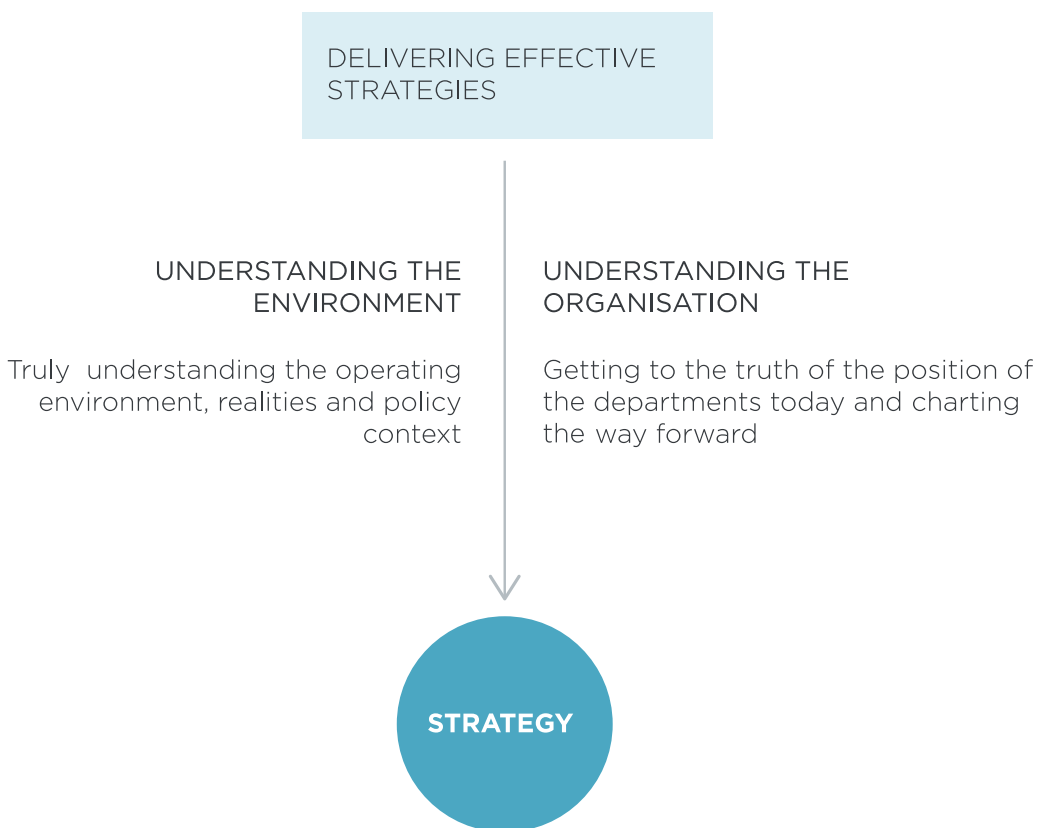 DELIVERING EFFECTIVE
STRATEGIES
UNDERSTANDING THE
ENVIRONMENT
Truly  understanding the operating
environment, realities and policy
context
UNDERSTANDING THE
ORGANISATION
Getting to the truth of the position of
the departments today and charting
the way forward
STRATEGY